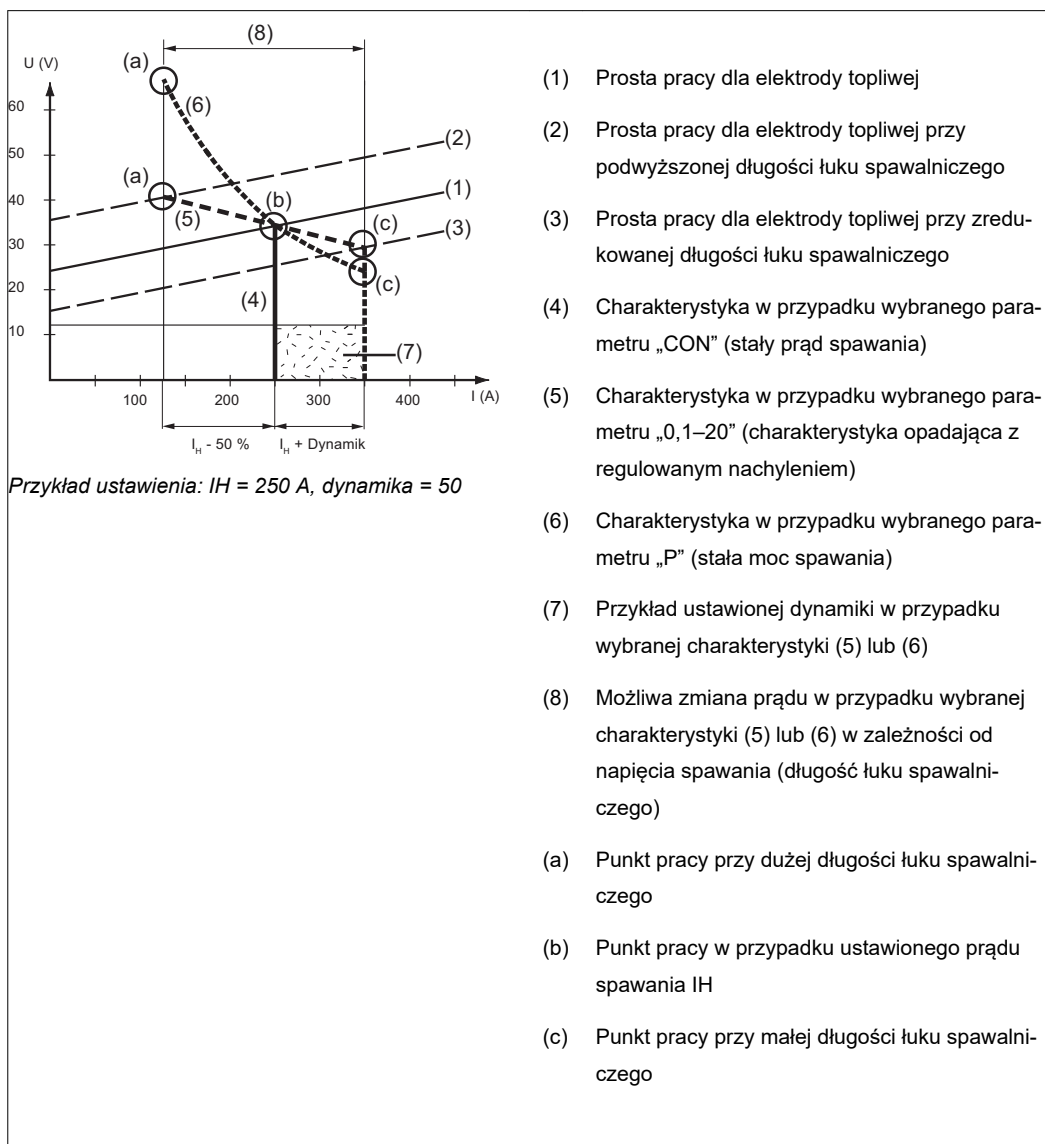 (8)
U (V)
(a)
(6)
60
50
40
30
20
10
(2)
(a)
(b)
(1)
(5)
(c)
(3)
(4)
(c)
(7)
100
200
300
400
I (A)
IH - 50 %
IH + Dynamik
Przykład ustawienia: IH = 250 A, dynamika = 50
(1) Prosta pracy dla elektrody topliwej
(2) Prosta pracy dla elektrody topliwej przy
podwyższonej długości łuku spawalniczego
(3) Prosta pracy dla elektrody topliwej przy zredu-
kowanej długości łuku spawalniczego
(4) Charakterystyka w przypadku wybranego para-
metru „CON” (stały prąd spawania)
(5) Charakterystyka w przypadku wybranego para-
metru „0,1–20” (charakterystyka opadająca z
regulowanym nachyleniem)
(6) Charakterystyka w przypadku wybranego para-
metru „P” (stała moc spawania)
(7) Przykład ustawionej dynamiki w przypadku
wybranej charakterystyki (5) lub (6)
(8) Możliwa zmiana prądu w przypadku wybranej
charakterystyki (5) lub (6) w zależności od
napięcia spawania (długość łuku spawalni-
czego)
(a) Punkt pracy przy dużej długości łuku spawalni-
czego
(b) Punkt pracy w przypadku ustawionego prądu
spawania IH
(c) Punkt pracy przy małej długości łuku spawalni-
czego